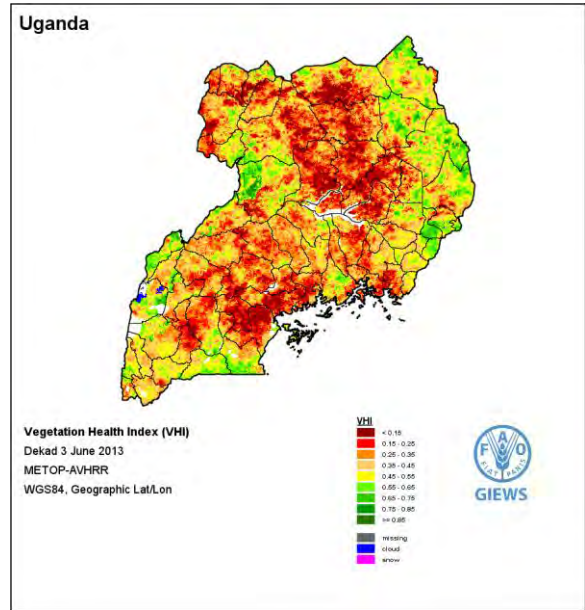 Uganda
Vegetation Health Index (VHI)
Dekad 3 June 2013
METOP-AVHRR
WGS84, Geographic Lat/Lon
VHI
< 0.15
0.15 - 0.25
0.25 - 0.35
0.35 - 0.45
0.45 - 0.55
0.55 - 0.65
0.65 - 0.75
0.75 - 0.85
>= 0.85
missing
cloud
snow
F A O
FIAT PANIS
GIEWS